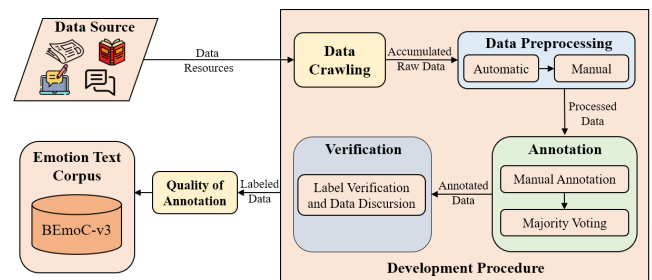 Data Source
Data
Resources
Data
Crawling
Accumulated
Raw Data
Data Preprocessing
Automatic
Manual
Processed
Data
Annotation
Manual Annotation
Majority Voting
Annotated
Data
Verification
Label Verification
and Data Discursion
Labeled
Data
Quality of
Annotation
Emotion Text
Corpus
BEmoC-v3
Development Procedure